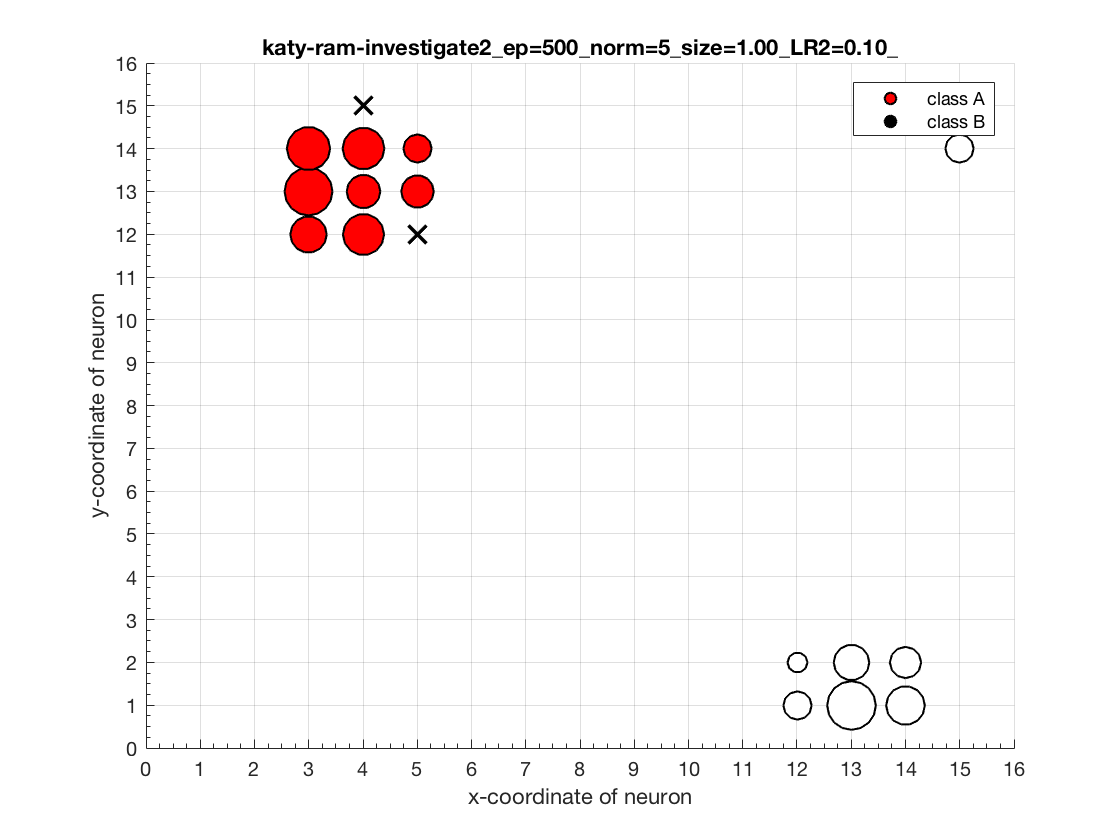 katy-ram-investigate2_ep=500_norm=5_size=1.00_LR2=0.10_
class A
class B
16
15
14
13
12
11
10
9
8
7
6
5
4
3
2
1
0
y-coordinate of neuron
0 1 2 3 4 5 6 7 8 9 10 11 12 13 14 15 16
x-coordinate of neuron